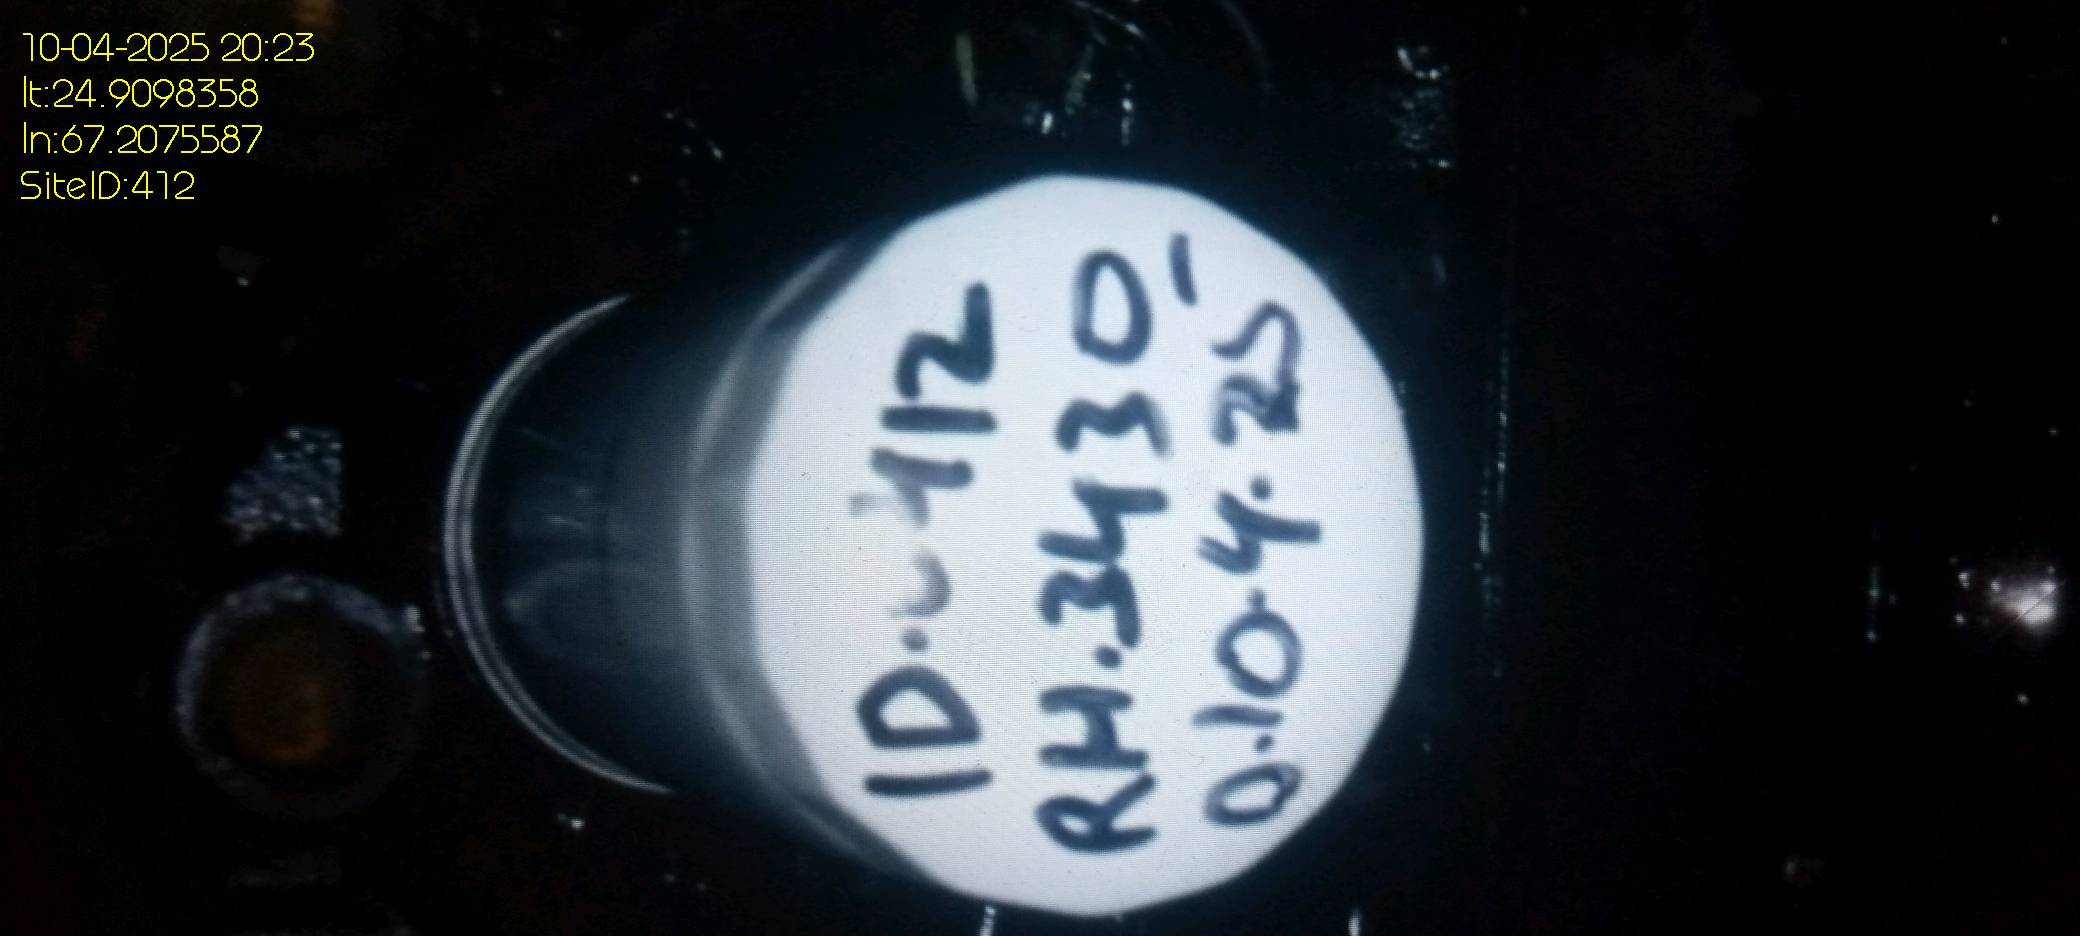 10-04-2025 20:23
lt:24.9098358
ln:67.2075587
SiteID:412
ID. 412
RH.3430'
D.10.4.25